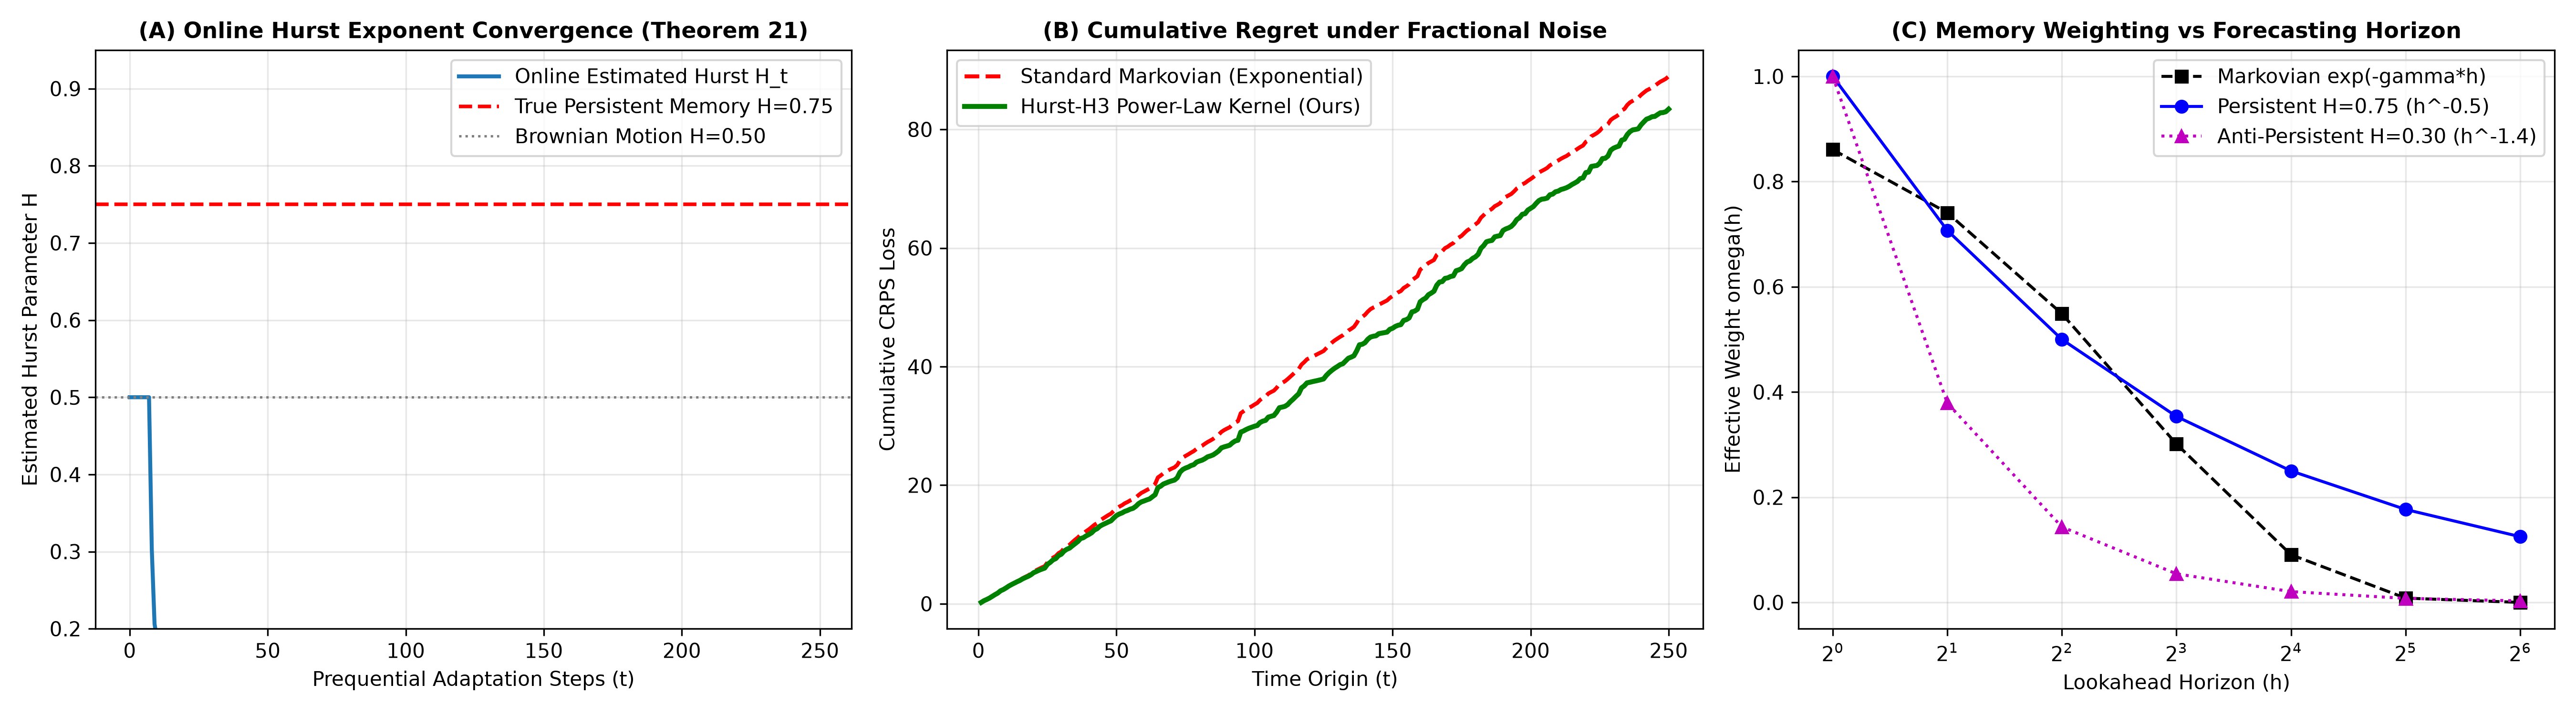 (A) Online Hurst Exponent Convergence (Theorem 21)
Online Estimated Hurst H_t
True Persistent Memory H=0.75
Brownian Motion H=0.50
Estimated Hurst Parameter H
0.9
0.8
0.7
0.6
0.5
0.4
0.3
0.2
0 50 100 150 200 250
Prequential Adaptation Steps (t)
(B) Cumulative Regret under Fractional Noise
Standard Markovian (Exponential)
Hurst-H3 Power-Law Kernel (Ours)
Cumulative CRPS Loss
80
60
40
20
0
0 50 100 150 200 250
Time Origin (t)
(C) Memory Weighting vs Forecasting Horizon
Markovian exp(-gamma*h)
Persistent H=0.75 (h^-0.5)
Anti-Persistent H=0.30 (h^-1.4)
Effective Weight omega(h)
1.0
0.8
0.6
0.4
0.2
0.0
2⁰ 2¹ 2² 2³ 2⁴ 2⁵ 2⁶
Lookahead Horizon (h)